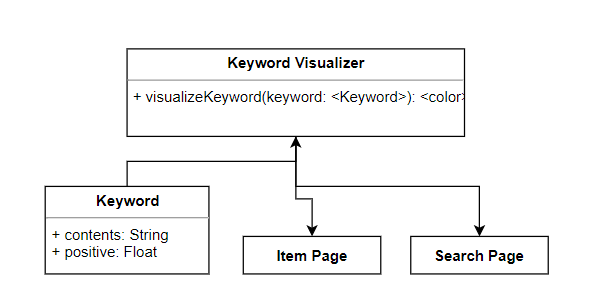 Keyword Visualizer
+ visualizeKeyword(keyword: <Keyword>): <color>
Keyword
+ contents: String
+ positive: Float
Item Page
Search Page